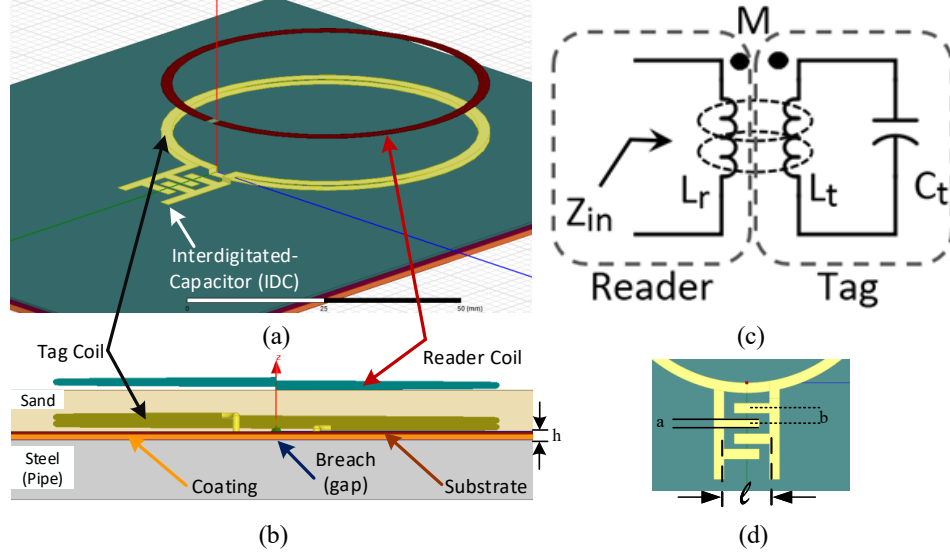 Interdigitated-
Capacitor (IDC)
0
25
50 (mm)
(a)
M
Z_in
L_r
L_t
C_t
Reader
Tag
(c)
Tag Coil
Reader Coil
z
Sand
h
Steel
(Pipe)
Coating
Breach
(gap)
Substrate
(b)
a
b
ℓ
(d)